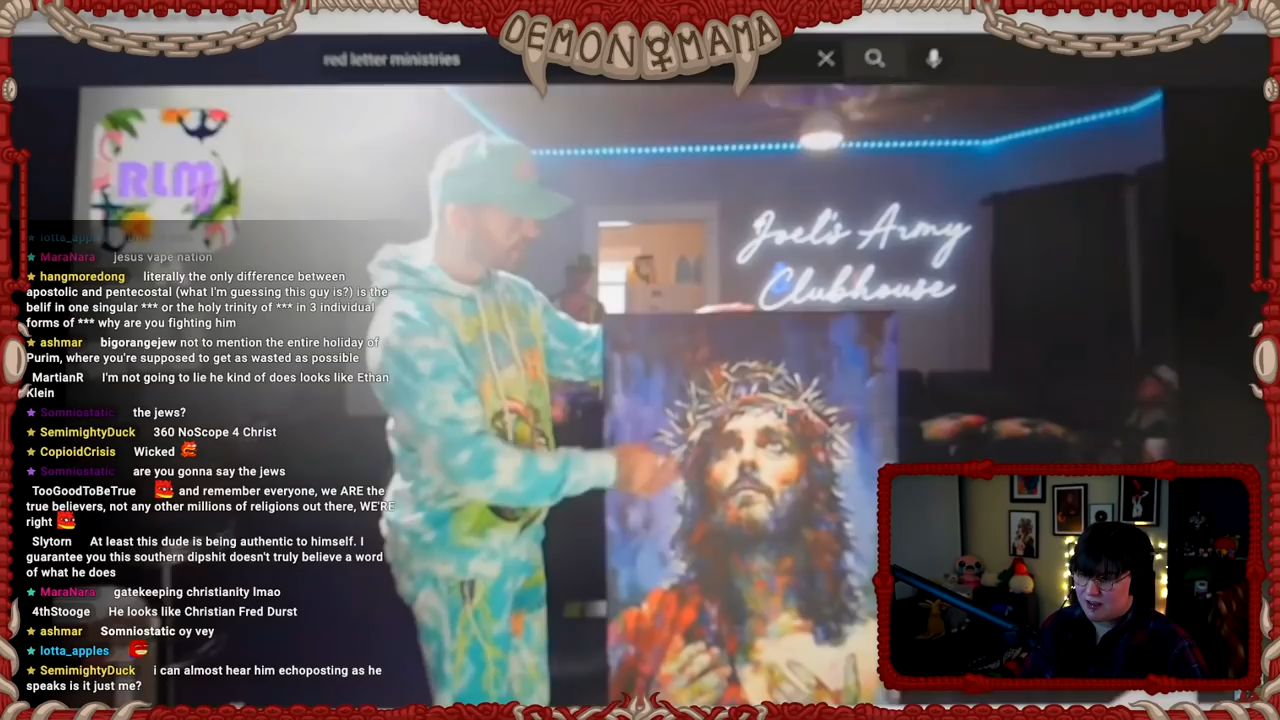 DEMON MAMA
red letter ministries
RLM
Joel's Army
Clubhouse
MaraNara jesus vape nation
hangmoredong literally the only difference between
apostolic and pentecostal (what I'm guessing this guy is?) is the
belif in one singular *** or the holy trinity of *** in 3 individual
forms of *** why are you fighting him
ashmar bigorangejew not to mention the entire holiday of
Purim, where you're supposed to get as wasted as possible
MartianR I'm not going to lie he kind of does looks like Ethan
Klein
Somniostatic the jews?
SemimightyDuck 360 NoScope 4 Christ
CopioidCrisis Wicked
Somniostatic are you gonna say the jews
TooGoodToBeTrue and remember everyone, we ARE the
true believers, not any other millions of religions out there, WE'RE
right
Slytorn At least this dude is being authentic to himself. I
guarantee you this southern dipshit doesn't truly believe a word
of what he does
MaraNara gatekeeping christianity lmao
4thStooge He looks like Christian Fred Durst
ashmar Somniostatic oy vey
lotta_apples
SemimightyDuck i can almost hear him echoposting as he
speaks is it just me?